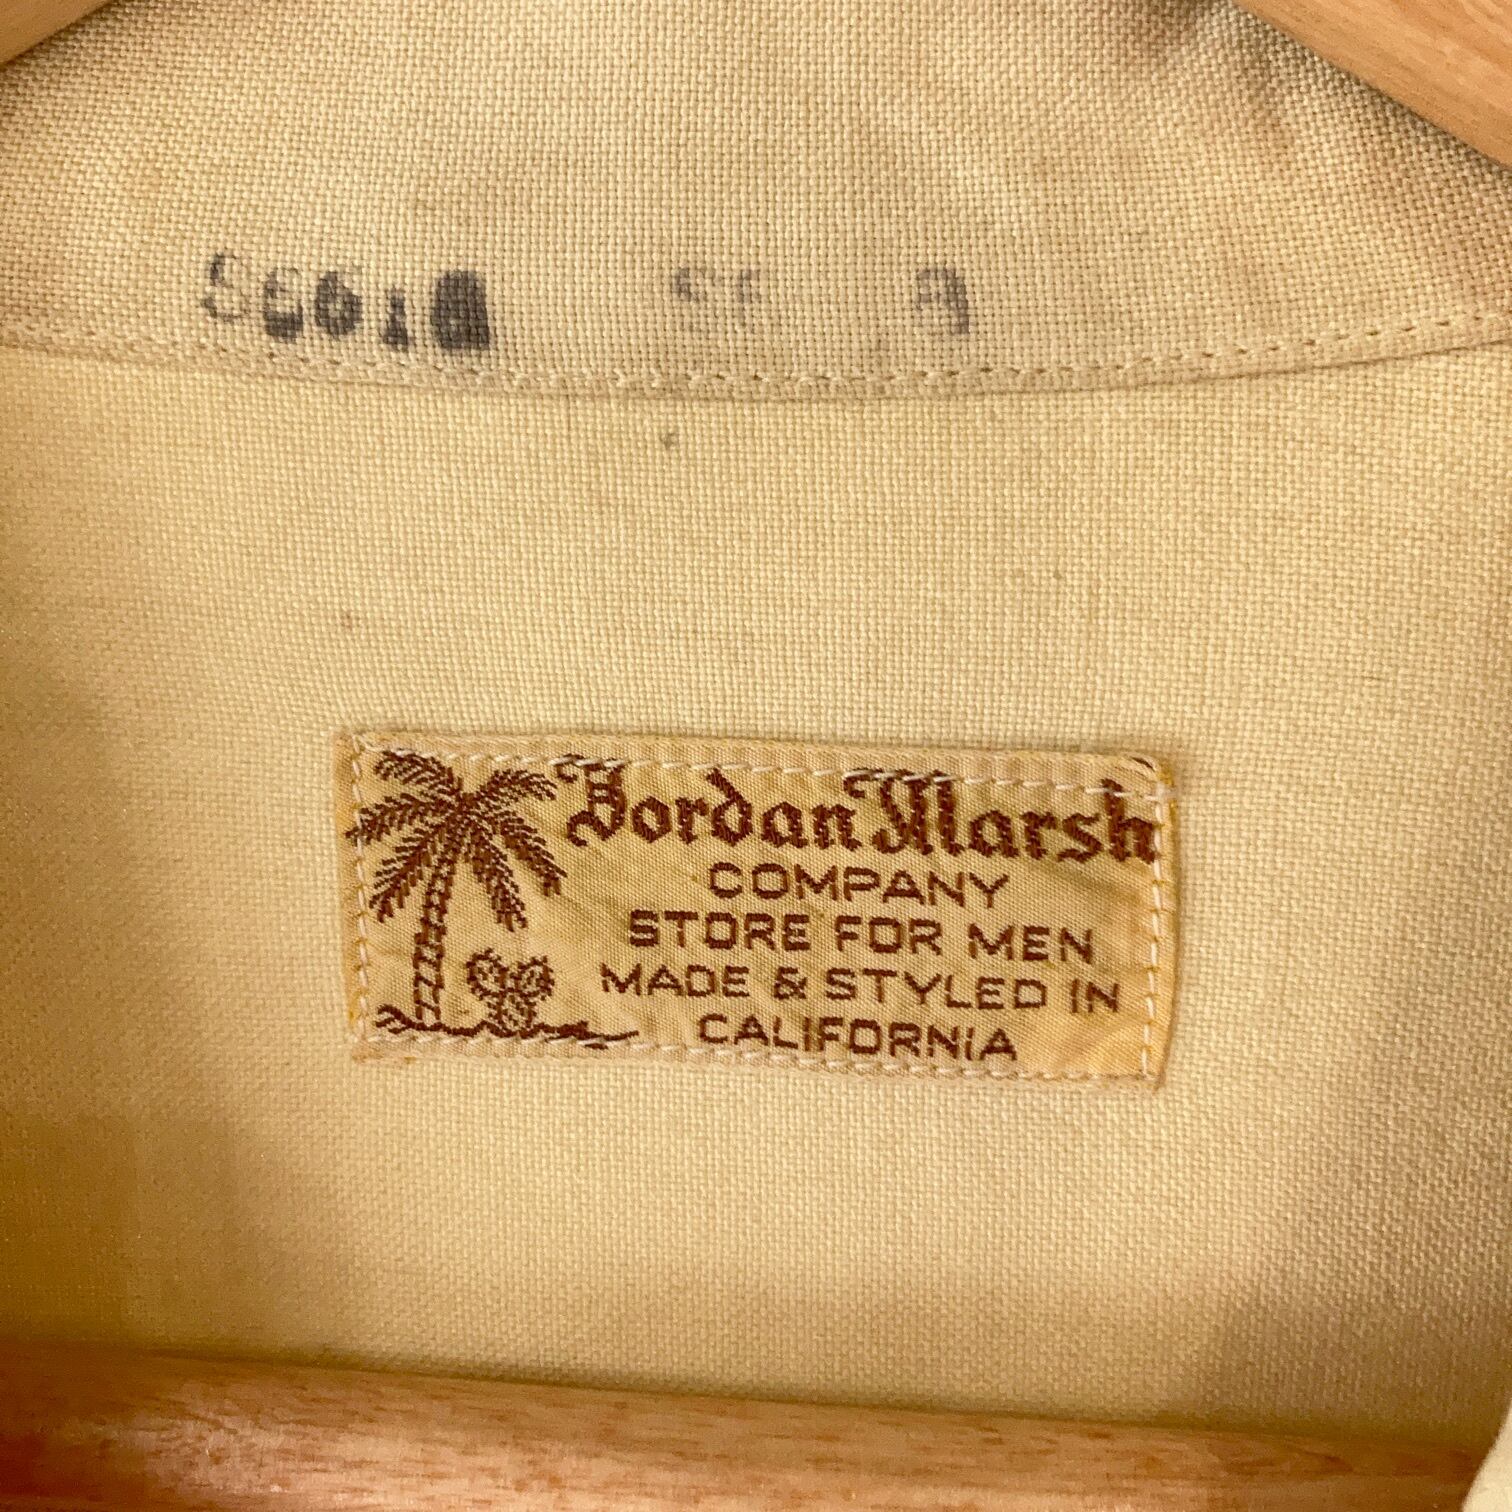 Jordan Marsh
COMPANY
STORE FOR MEN
MADE & STYLED IN
CALIFORNIA